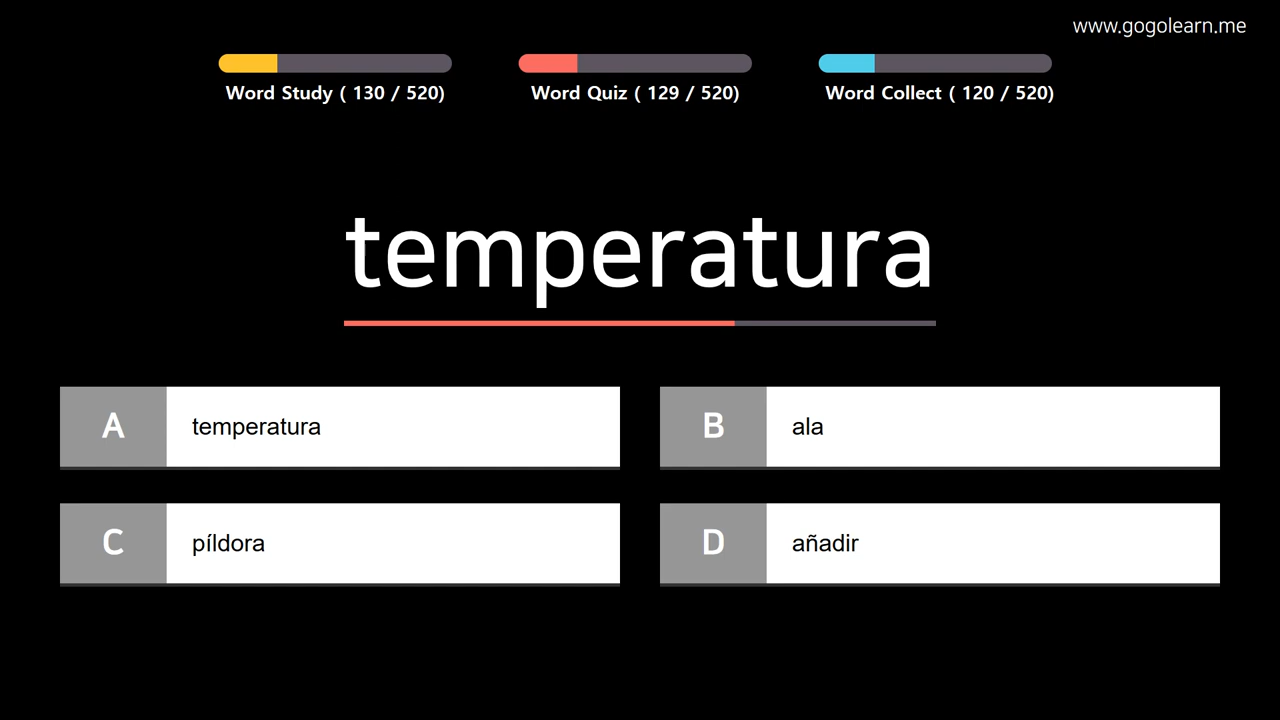 www.gogolearn.me
Word Study ( 130 / 520)
Word Quiz ( 129 / 520)
Word Collect ( 120 / 520)
temperatura
A temperatura
B ala
C píldora
D añadir